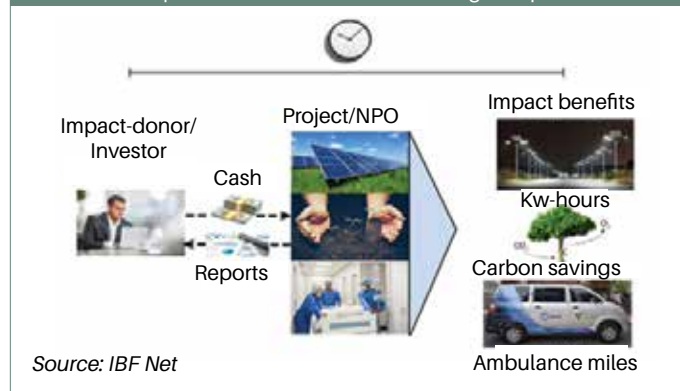 Impact-donor/
Investor
Cash
Reports
Project/NPO
Impact benefits
Kw-hours
Carbon savings
Ambulance miles
Source: IBF Net